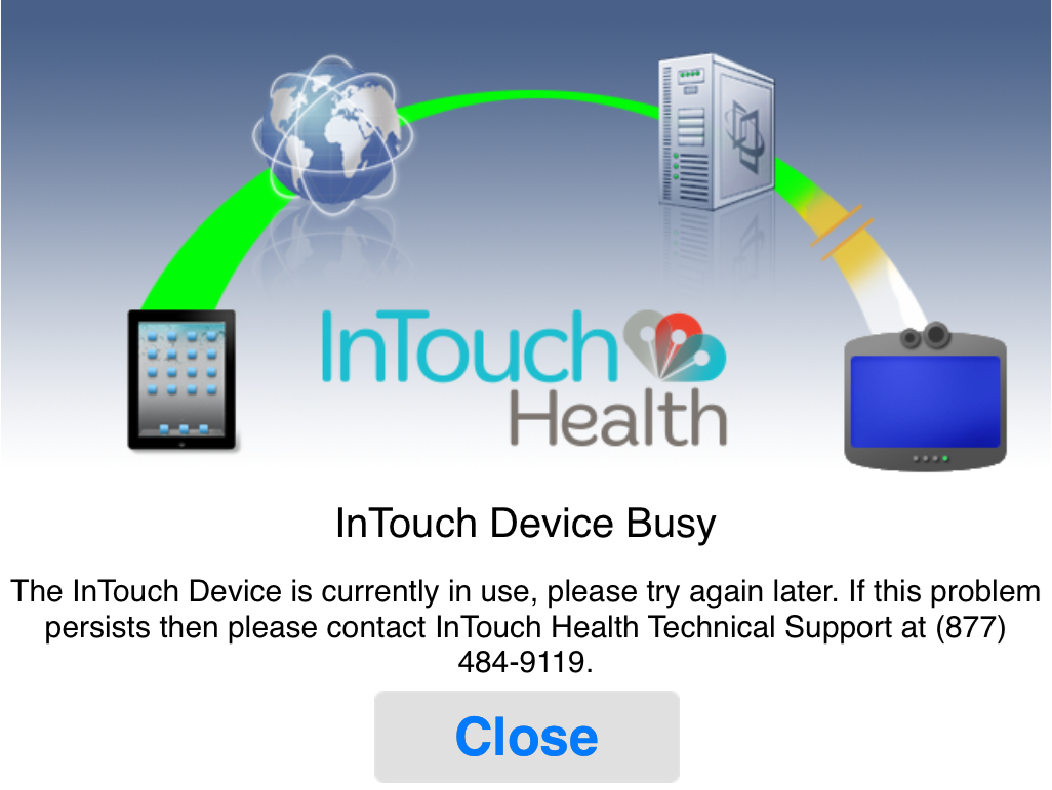 InTouch
Health
InTouch Device Busy
The InTouch Device is currently in use, please try again later. If this problem
persists then please contact InTouch Health Technical Support at (877)
484-9119.
Close